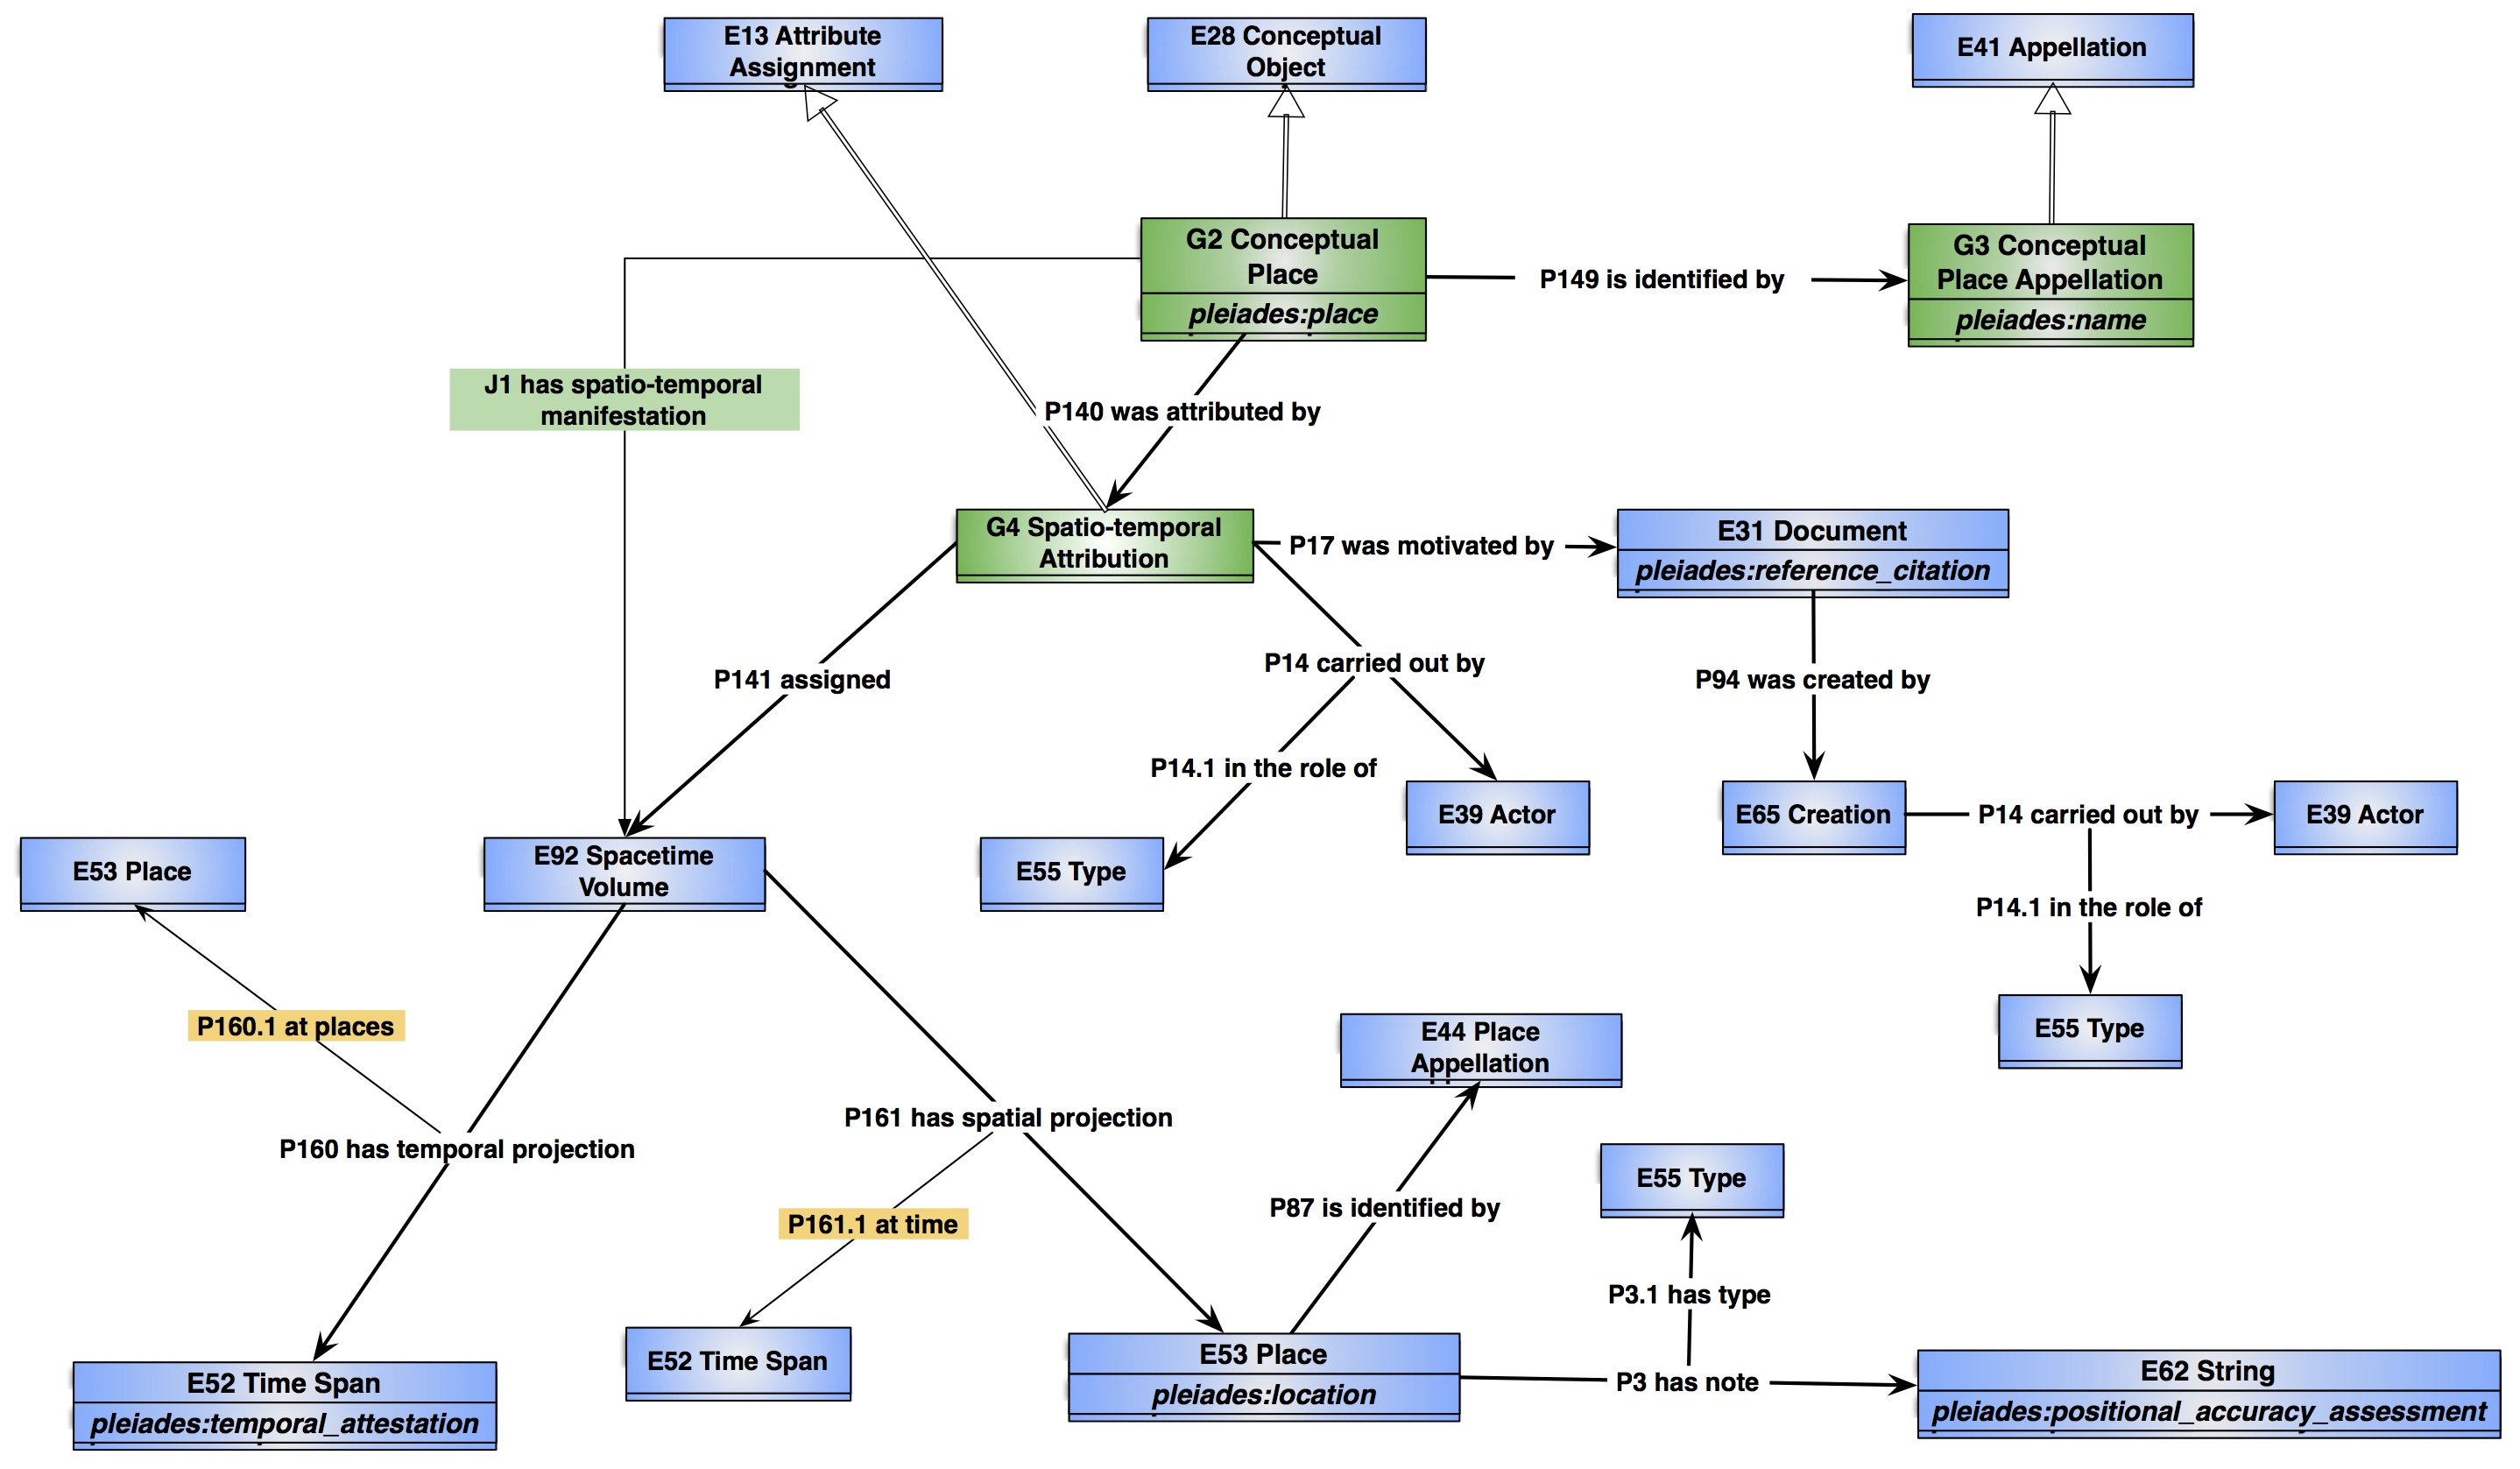 E13 Attribute
Assignment
E28 Conceptual
Object
E41 Appellation
G2 Conceptual
Place
pleiades:place
P149 is identified by
G3 Conceptual
Place Appellation
pleiades:name
J1 has spatio-temporal
manifestation
P140 was attributed by
G4 Spatio-temporal
Attribution
P17 was motivated by
E31 Document
pleiades:reference_citation
P141 assigned
P14 carried out by
P94 was created by
P14.1 in the role of
E39 Actor
E65 Creation
P14 carried out by
E39 Actor
E53 Place
E92 Spacetime
Volume
E55 Type
P14.1 in the role of
P160.1 at places
E44 Place
Appellation
E55 Type
P160 has temporal projection
P161 has spatial projection
E55 Type
P161.1 at time
P87 is identified by
P3.1 has type
E52 Time Span
pleiades:temporal_attestation
E52 Time Span
E53 Place
pleiades:location
P3 has note
E62 String
pleiades:positional_accuracy_assessment